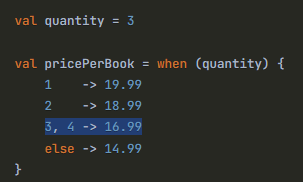 val quantity = 3
val pricePerBook = when (quantity) {
    1    -> 19.99
    2    -> 18.99
    3, 4 -> 16.99
    else -> 14.99
}